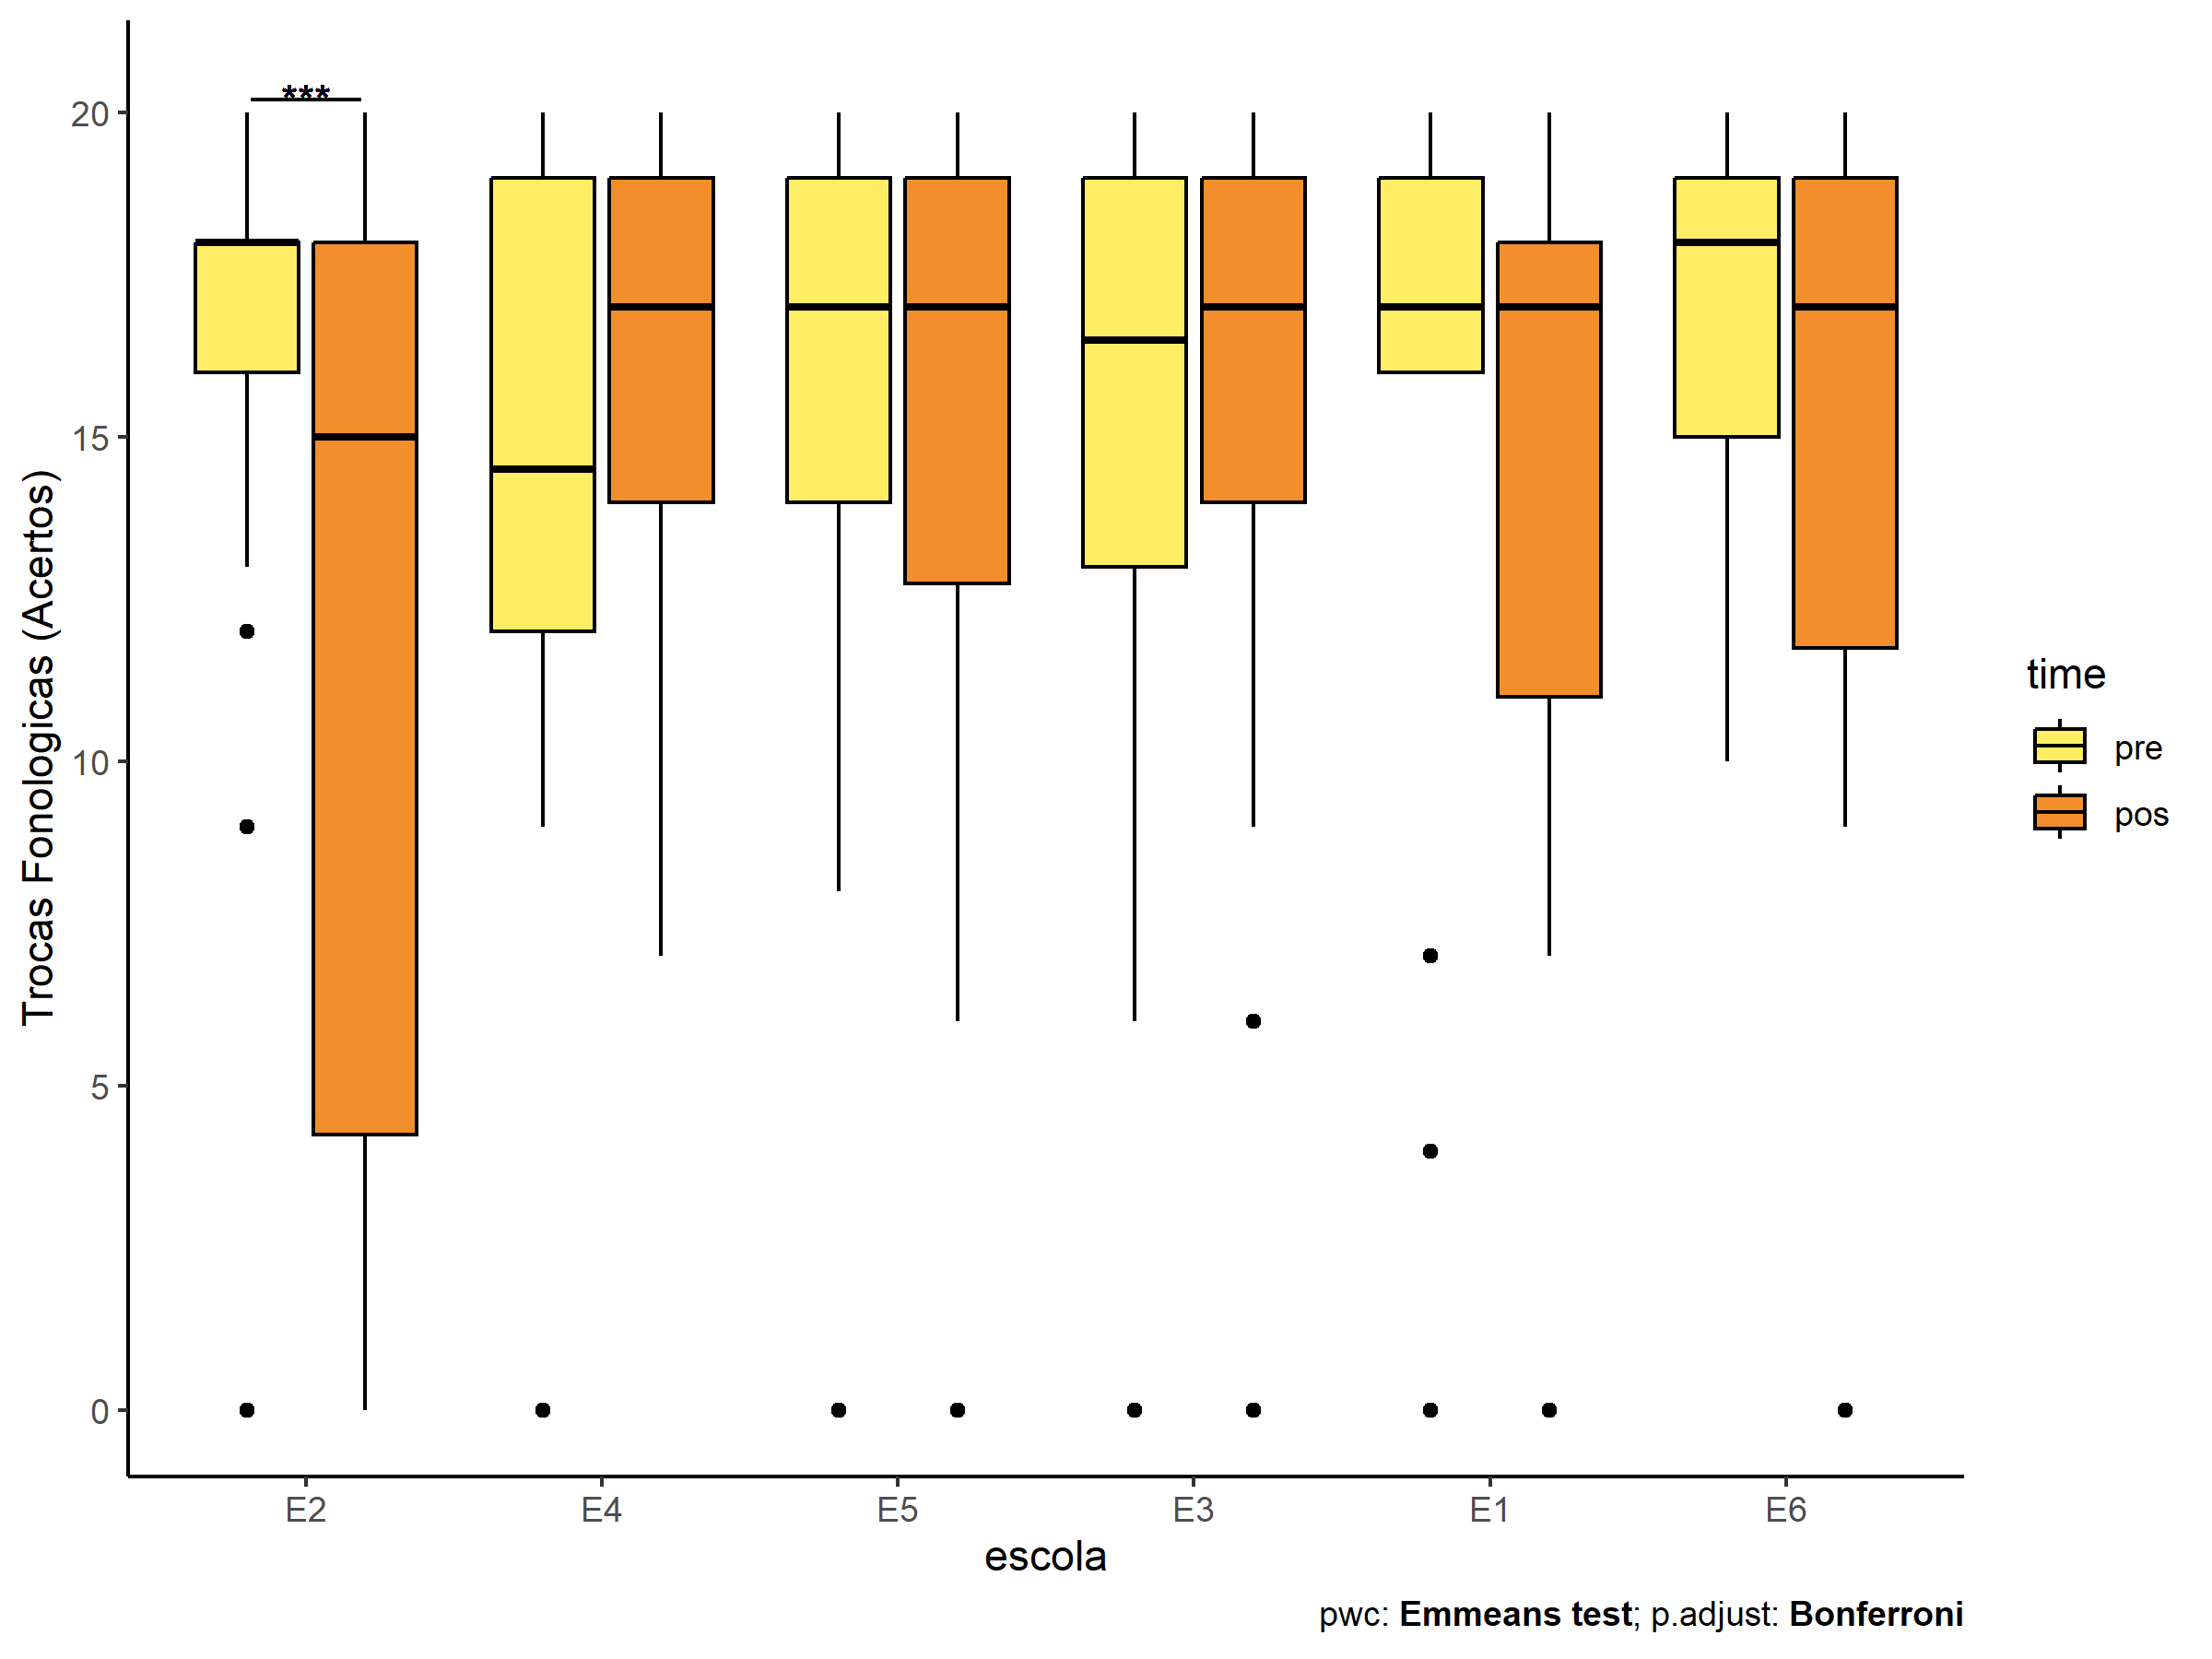 ***
20
15
10
5
0
Trocas Fonologicas (Acertos)
E2 E4 E5 E3 E1 E6
escola
time
pre
pos
pwc: Emmeans test; p.adjust: Bonferroni